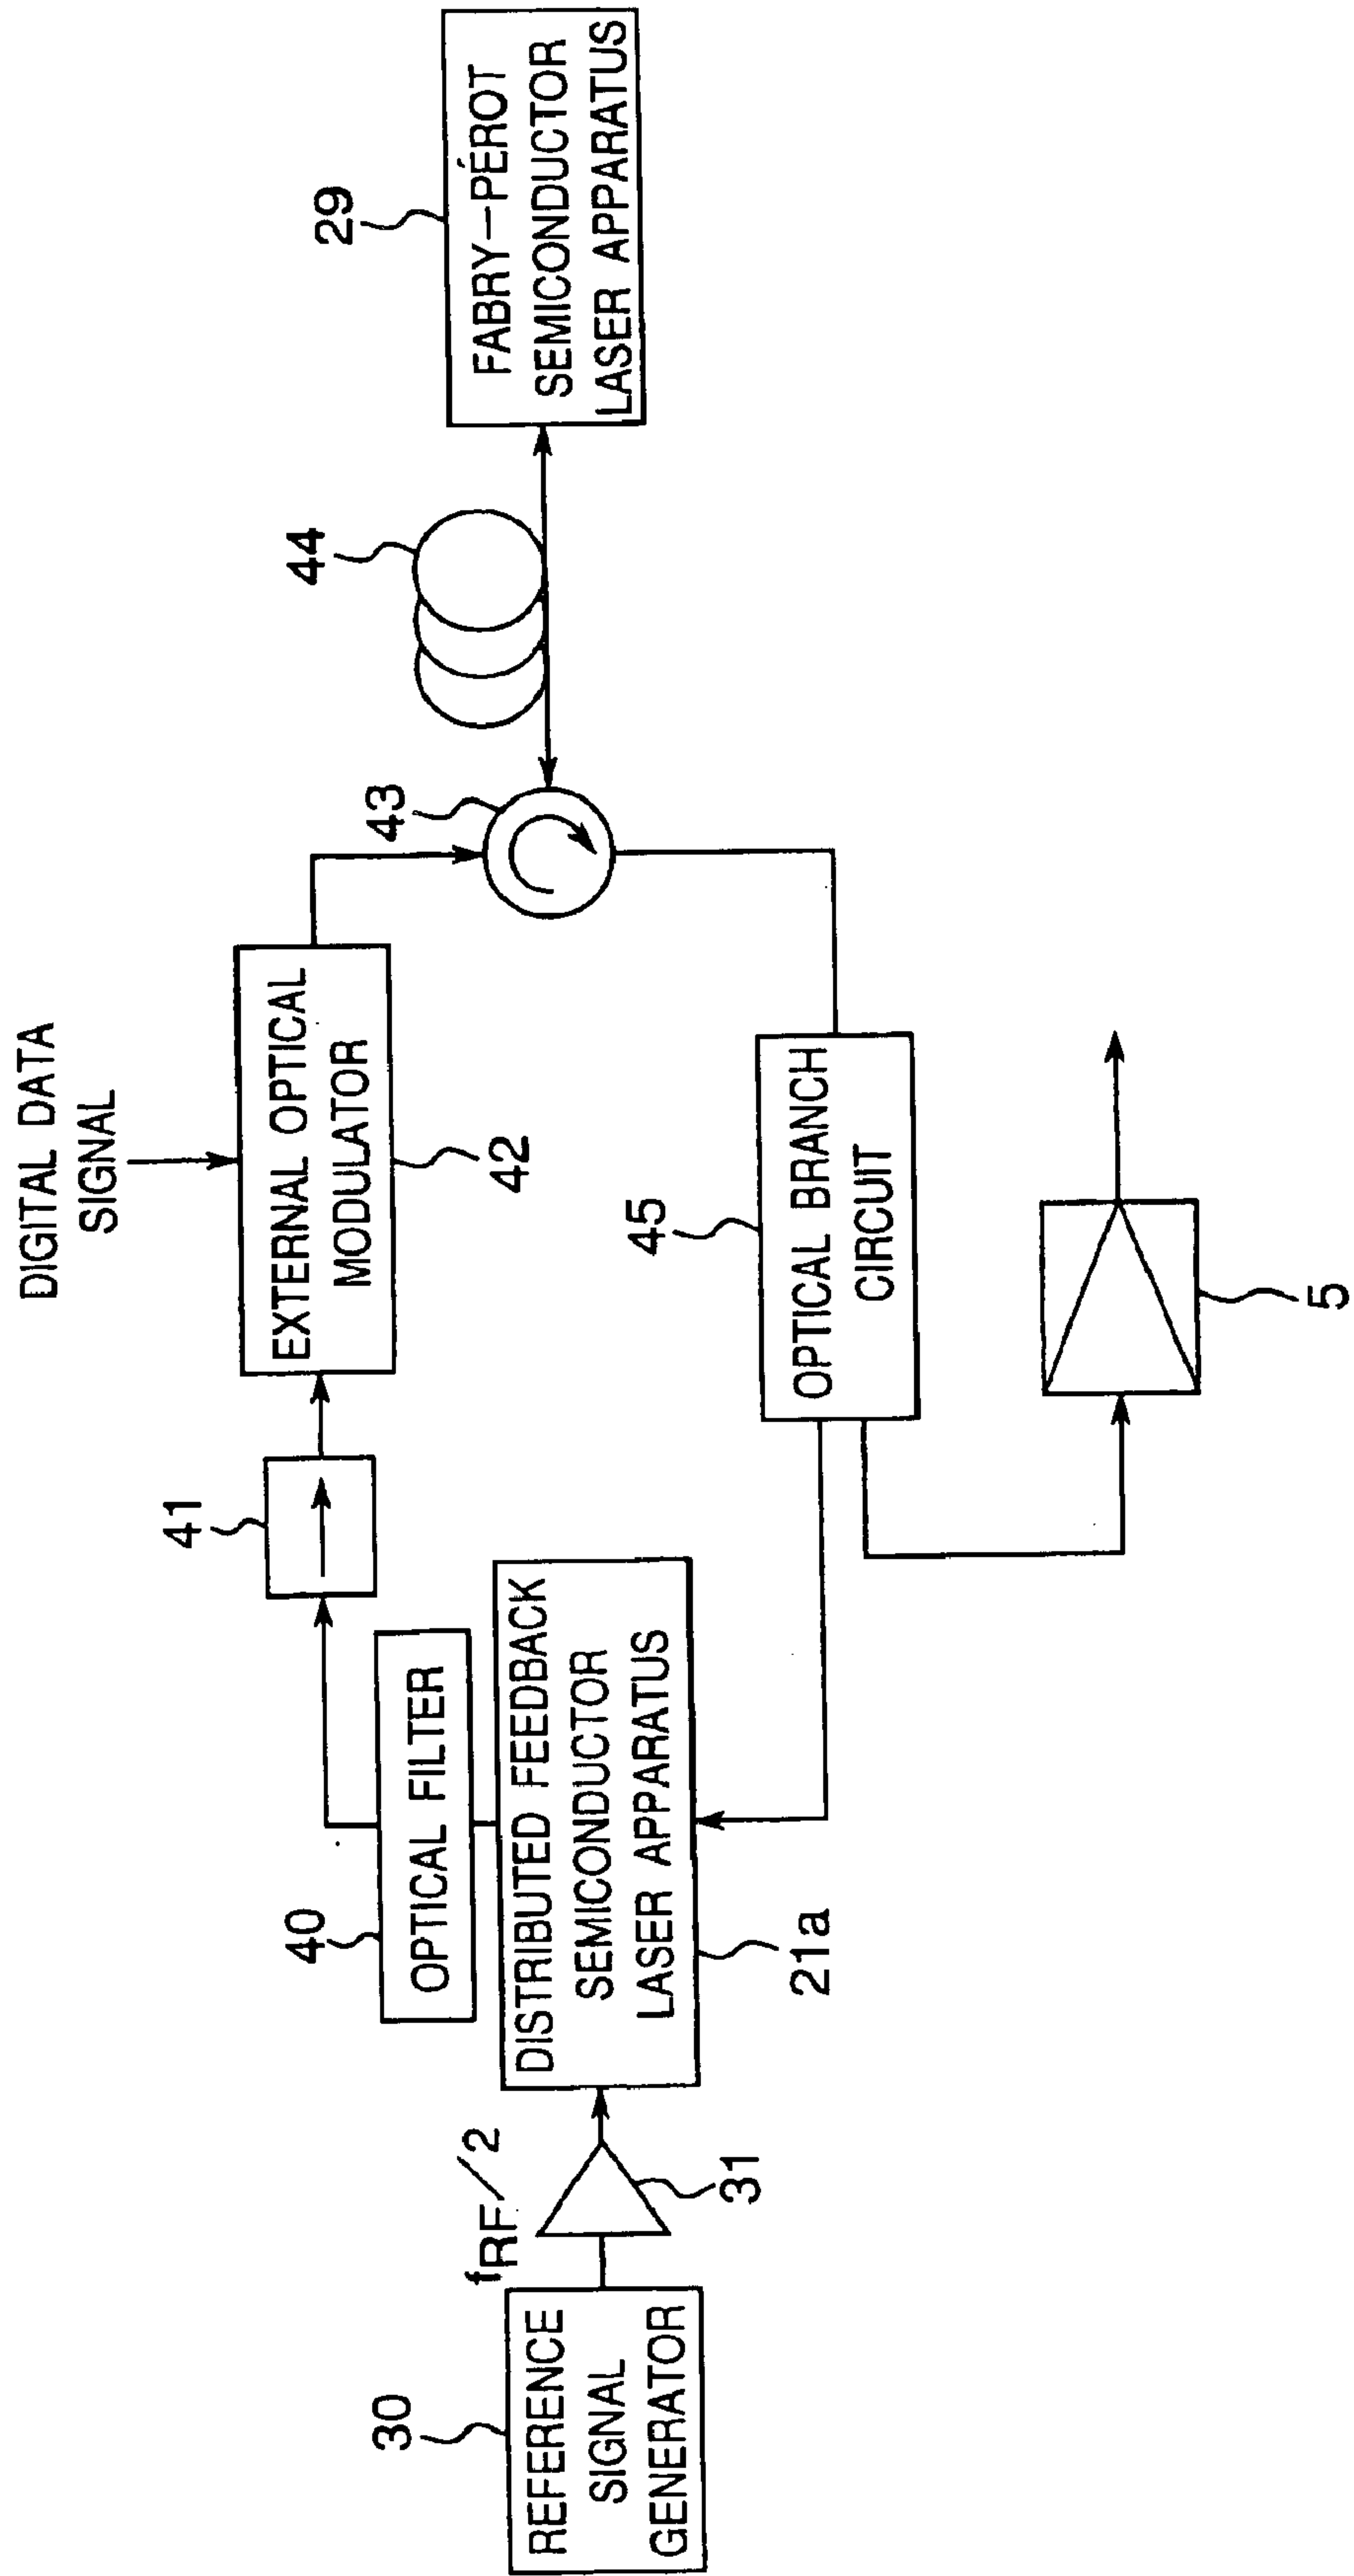 DIGITAL DATA
SIGNAL
41
EXTERNAL OPTICAL
MODULATOR
42
43
44
29
FABRY-PÉROT
SEMICONDUCTOR
LASER APPARATUS
40
OPTICAL FILTER
30
REFERENCE
SIGNAL
GENERATOR
fRF/2
31
DISTRIBUTED FEEDBACK
SEMICONDUCTOR
LASER APPARATUS
21a
45
OPTICAL BRANCH
CIRCUIT
5